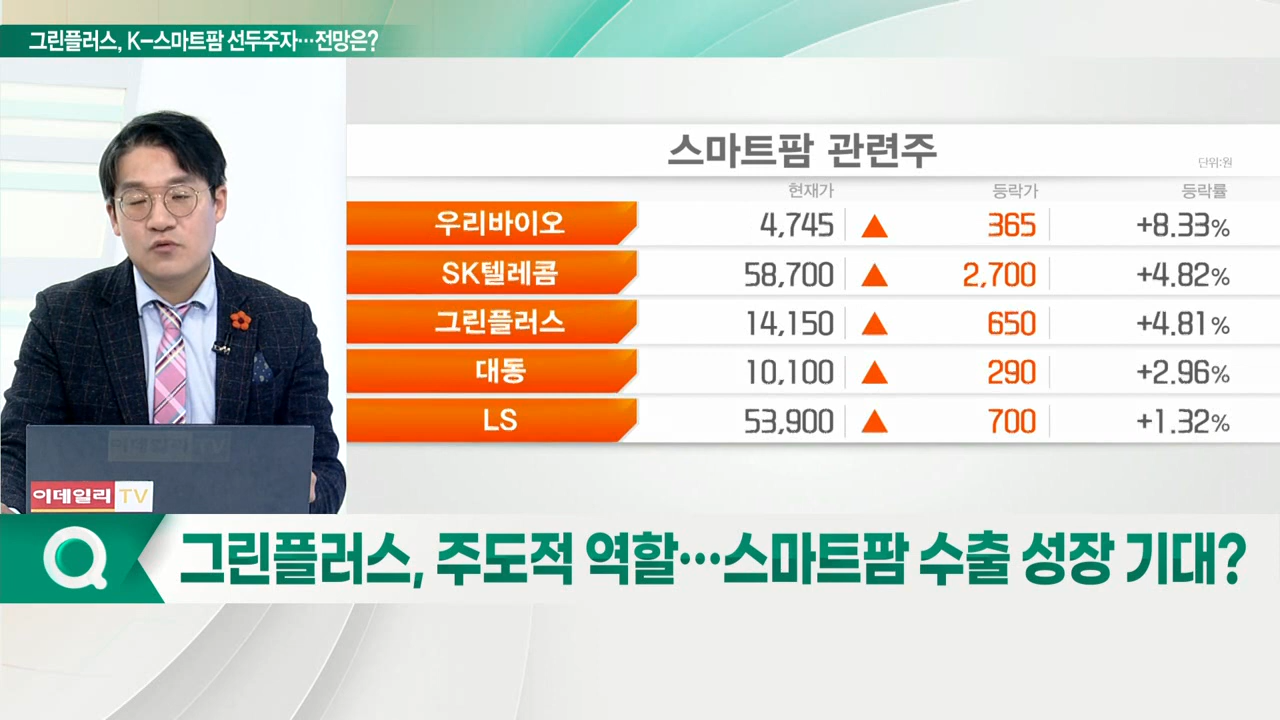 그린플러스, K-스마트팜 선두주자…전망은?
스마트팜 관련주
단위:원
현재가 등락가 등락률
우리바이오 4,745 ▲ 365 +8.33%
SK텔레콤 58,700 ▲ 2,700 +4.82%
그린플러스 14,150 ▲ 650 +4.81%
대동 10,100 ▲ 290 +2.96%
LS 53,900 ▲ 700 +1.32%
이데일리 TV
Q 그린플러스, 주도적 역할…스마트팜 수출 성장 기대?